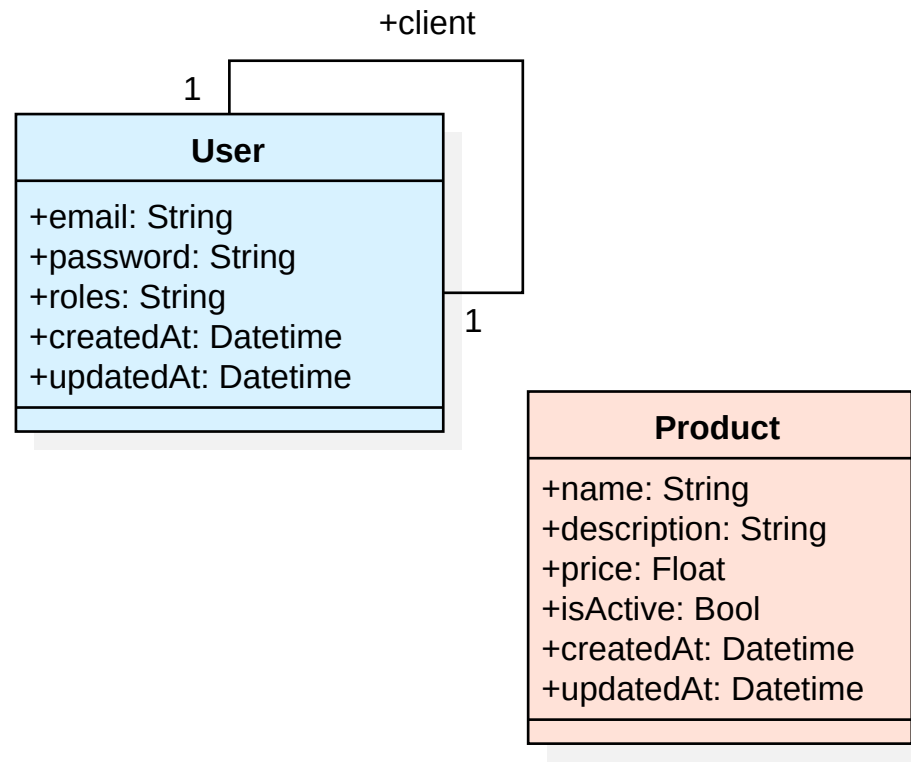 +client
1
User
+email: String
+password: String
+roles: String
+createdAt: Datetime
+updatedAt: Datetime
1
Product
+name: String
+description: String
+price: Float
+isActive: Bool
+createdAt: Datetime
+updatedAt: Datetime